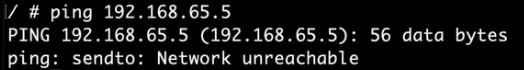 / # ping 192.168.65.5
PING 192.168.65.5 (192.168.65.5): 56 data bytes
ping: sendto: Network unreachable